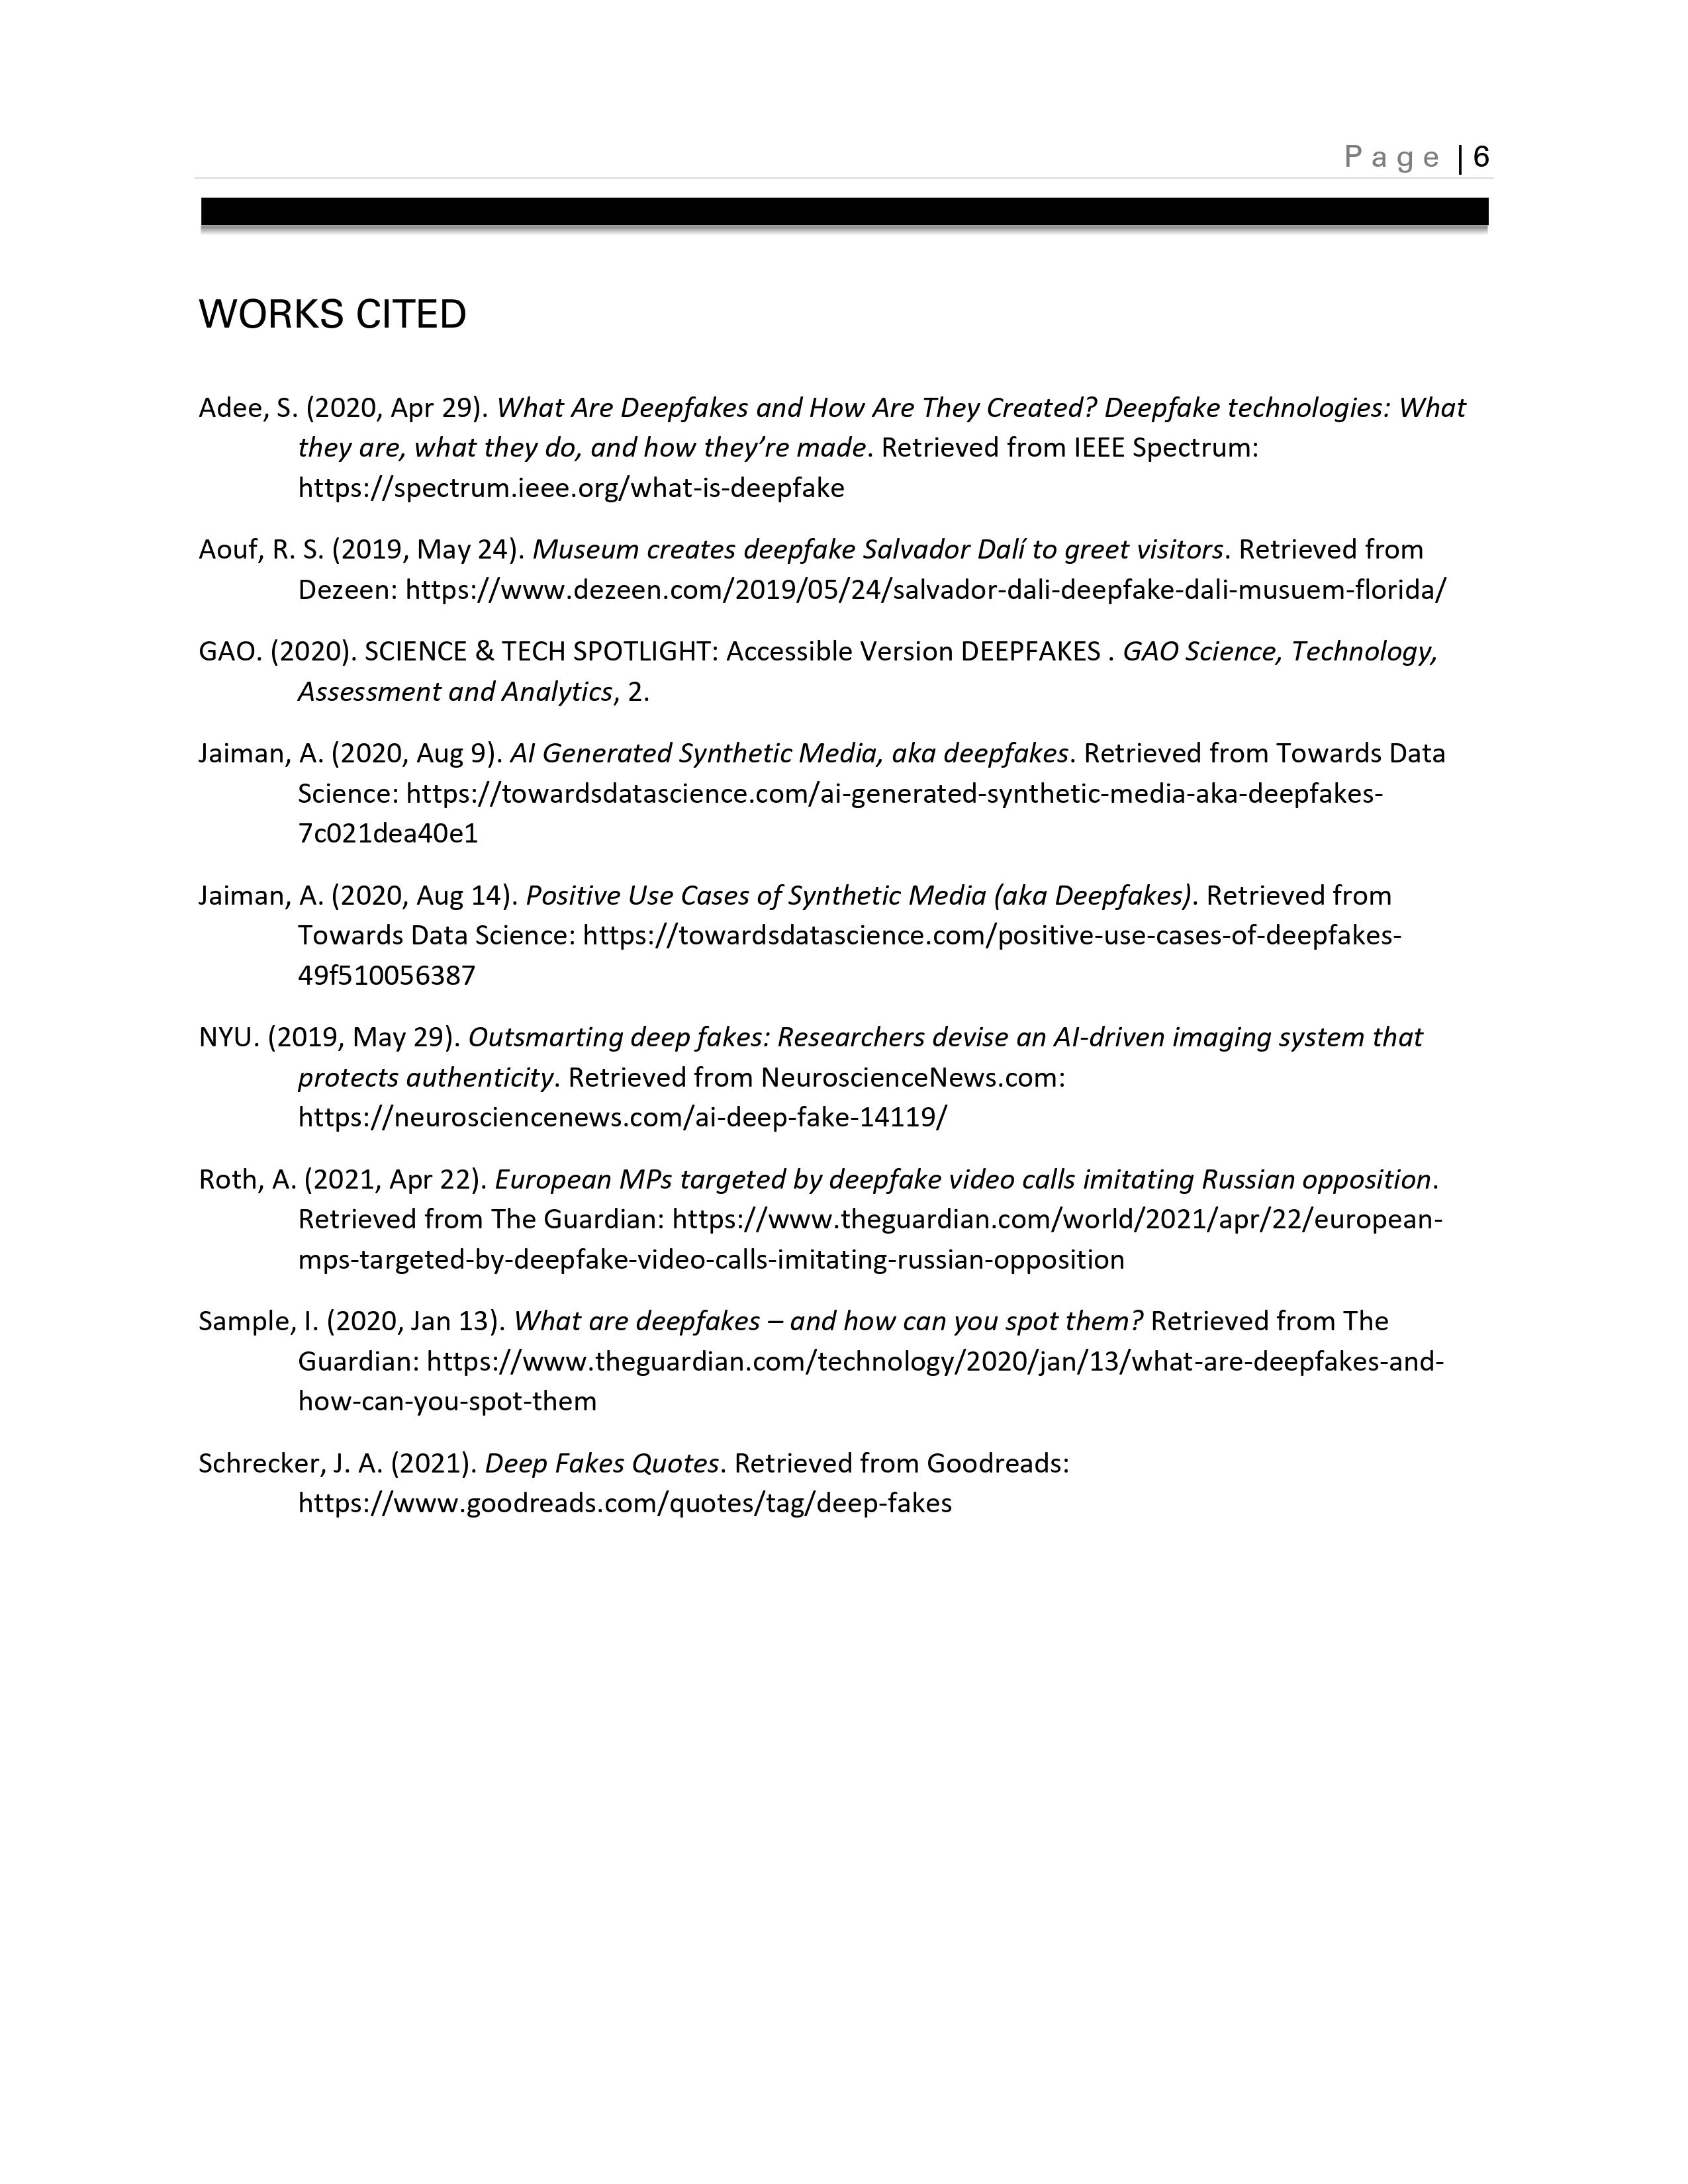 Page | 6
WORKS CITED
Adee, S. (2020, Apr 29). What Are Deepfakes and How Are They Created? Deepfake technologies: What
they are, what they do, and how they’re made. Retrieved from IEEE Spectrum:
https://spectrum.ieee.org/what-is-deepfake
Aouf, R. S. (2019, May 24). Museum creates deepfake Salvador Dalí to greet visitors. Retrieved from
Dezeen: https://www.dezeen.com/2019/05/24/salvador-dali-deepfake-dali-musuem-florida/
GAO. (2020). SCIENCE & TECH SPOTLIGHT: Accessible Version DEEPFAKES . GAO Science, Technology,
Assessment and Analytics, 2.
Jaiman, A. (2020, Aug 9). AI Generated Synthetic Media, aka deepfakes. Retrieved from Towards Data
Science: https://towardsdatascience.com/ai-generated-synthetic-media-aka-deepfakes-
7c021dea40e1
Jaiman, A. (2020, Aug 14). Positive Use Cases of Synthetic Media (aka Deepfakes). Retrieved from
Towards Data Science: https://towardsdatascience.com/positive-use-cases-of-deepfakes-
49f510056387
NYU. (2019, May 29). Outsmarting deep fakes: Researchers devise an AI-driven imaging system that
protects authenticity. Retrieved from NeuroscienceNews.com:
https://neurosciencenews.com/ai-deep-fake-14119/
Roth, A. (2021, Apr 22). European MPs targeted by deepfake video calls imitating Russian opposition.
Retrieved from The Guardian: https://www.theguardian.com/world/2021/apr/22/european-
mps-targeted-by-deepfake-video-calls-imitating-russian-opposition
Sample, I. (2020, Jan 13). What are deepfakes – and how can you spot them? Retrieved from The
Guardian: https://www.theguardian.com/technology/2020/jan/13/what-are-deepfakes-and-
how-can-you-spot-them
Schrecker, J. A. (2021). Deep Fakes Quotes. Retrieved from Goodreads:
https://www.goodreads.com/quotes/tag/deep-fakes